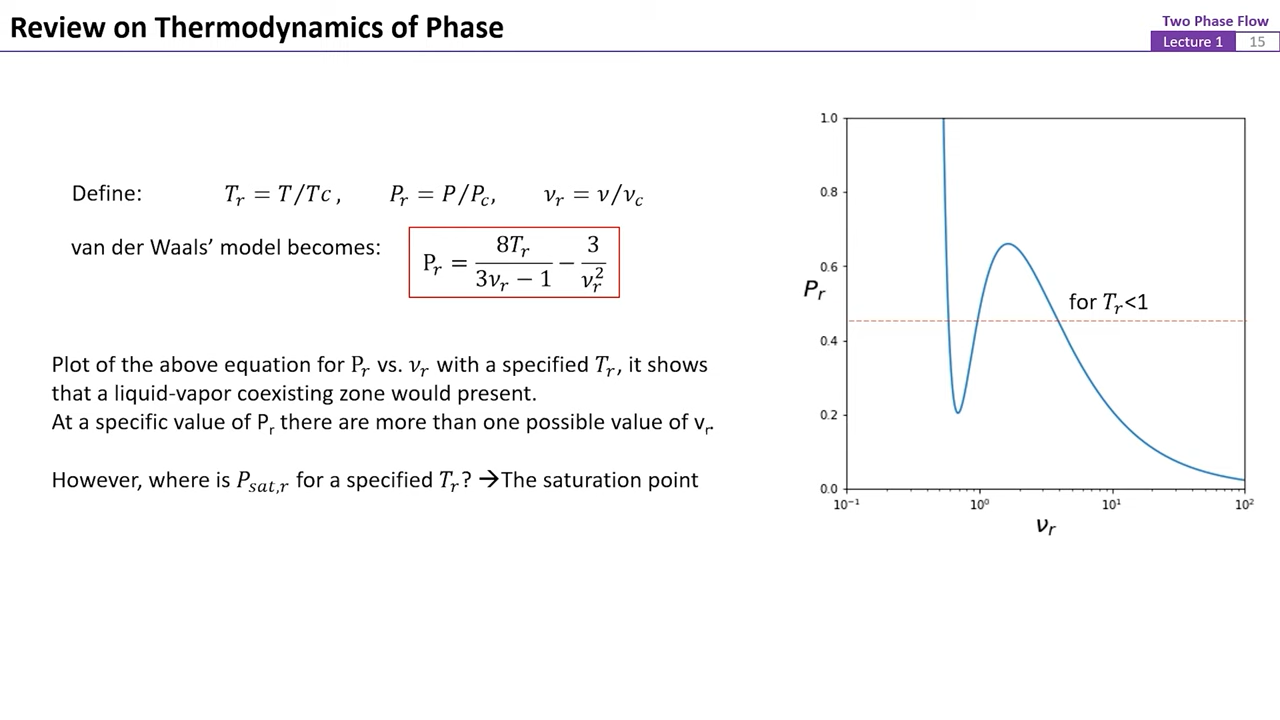 Review on Thermodynamics of Phase
Two Phase Flow
Lecture 1 15
Define: T_r = T/Tc , P_r = P/P_c, ν_r = ν/ν_c
van der Waals’ model becomes: P_r = 8T_r / (3ν_r − 1) − 3 / ν_r^2
Plot of the above equation for P_r vs. ν_r with a specified T_r, it shows
that a liquid-vapor coexisting zone would present.
At a specific value of P_r there are more than one possible value of v_r.
However, where is P_sat,r for a specified T_r? →The saturation point
1.0
0.8
0.6
P_r
for T_r<1
0.4
0.2
0.0
10^−1 10^0 10^1 10^2
ν_r